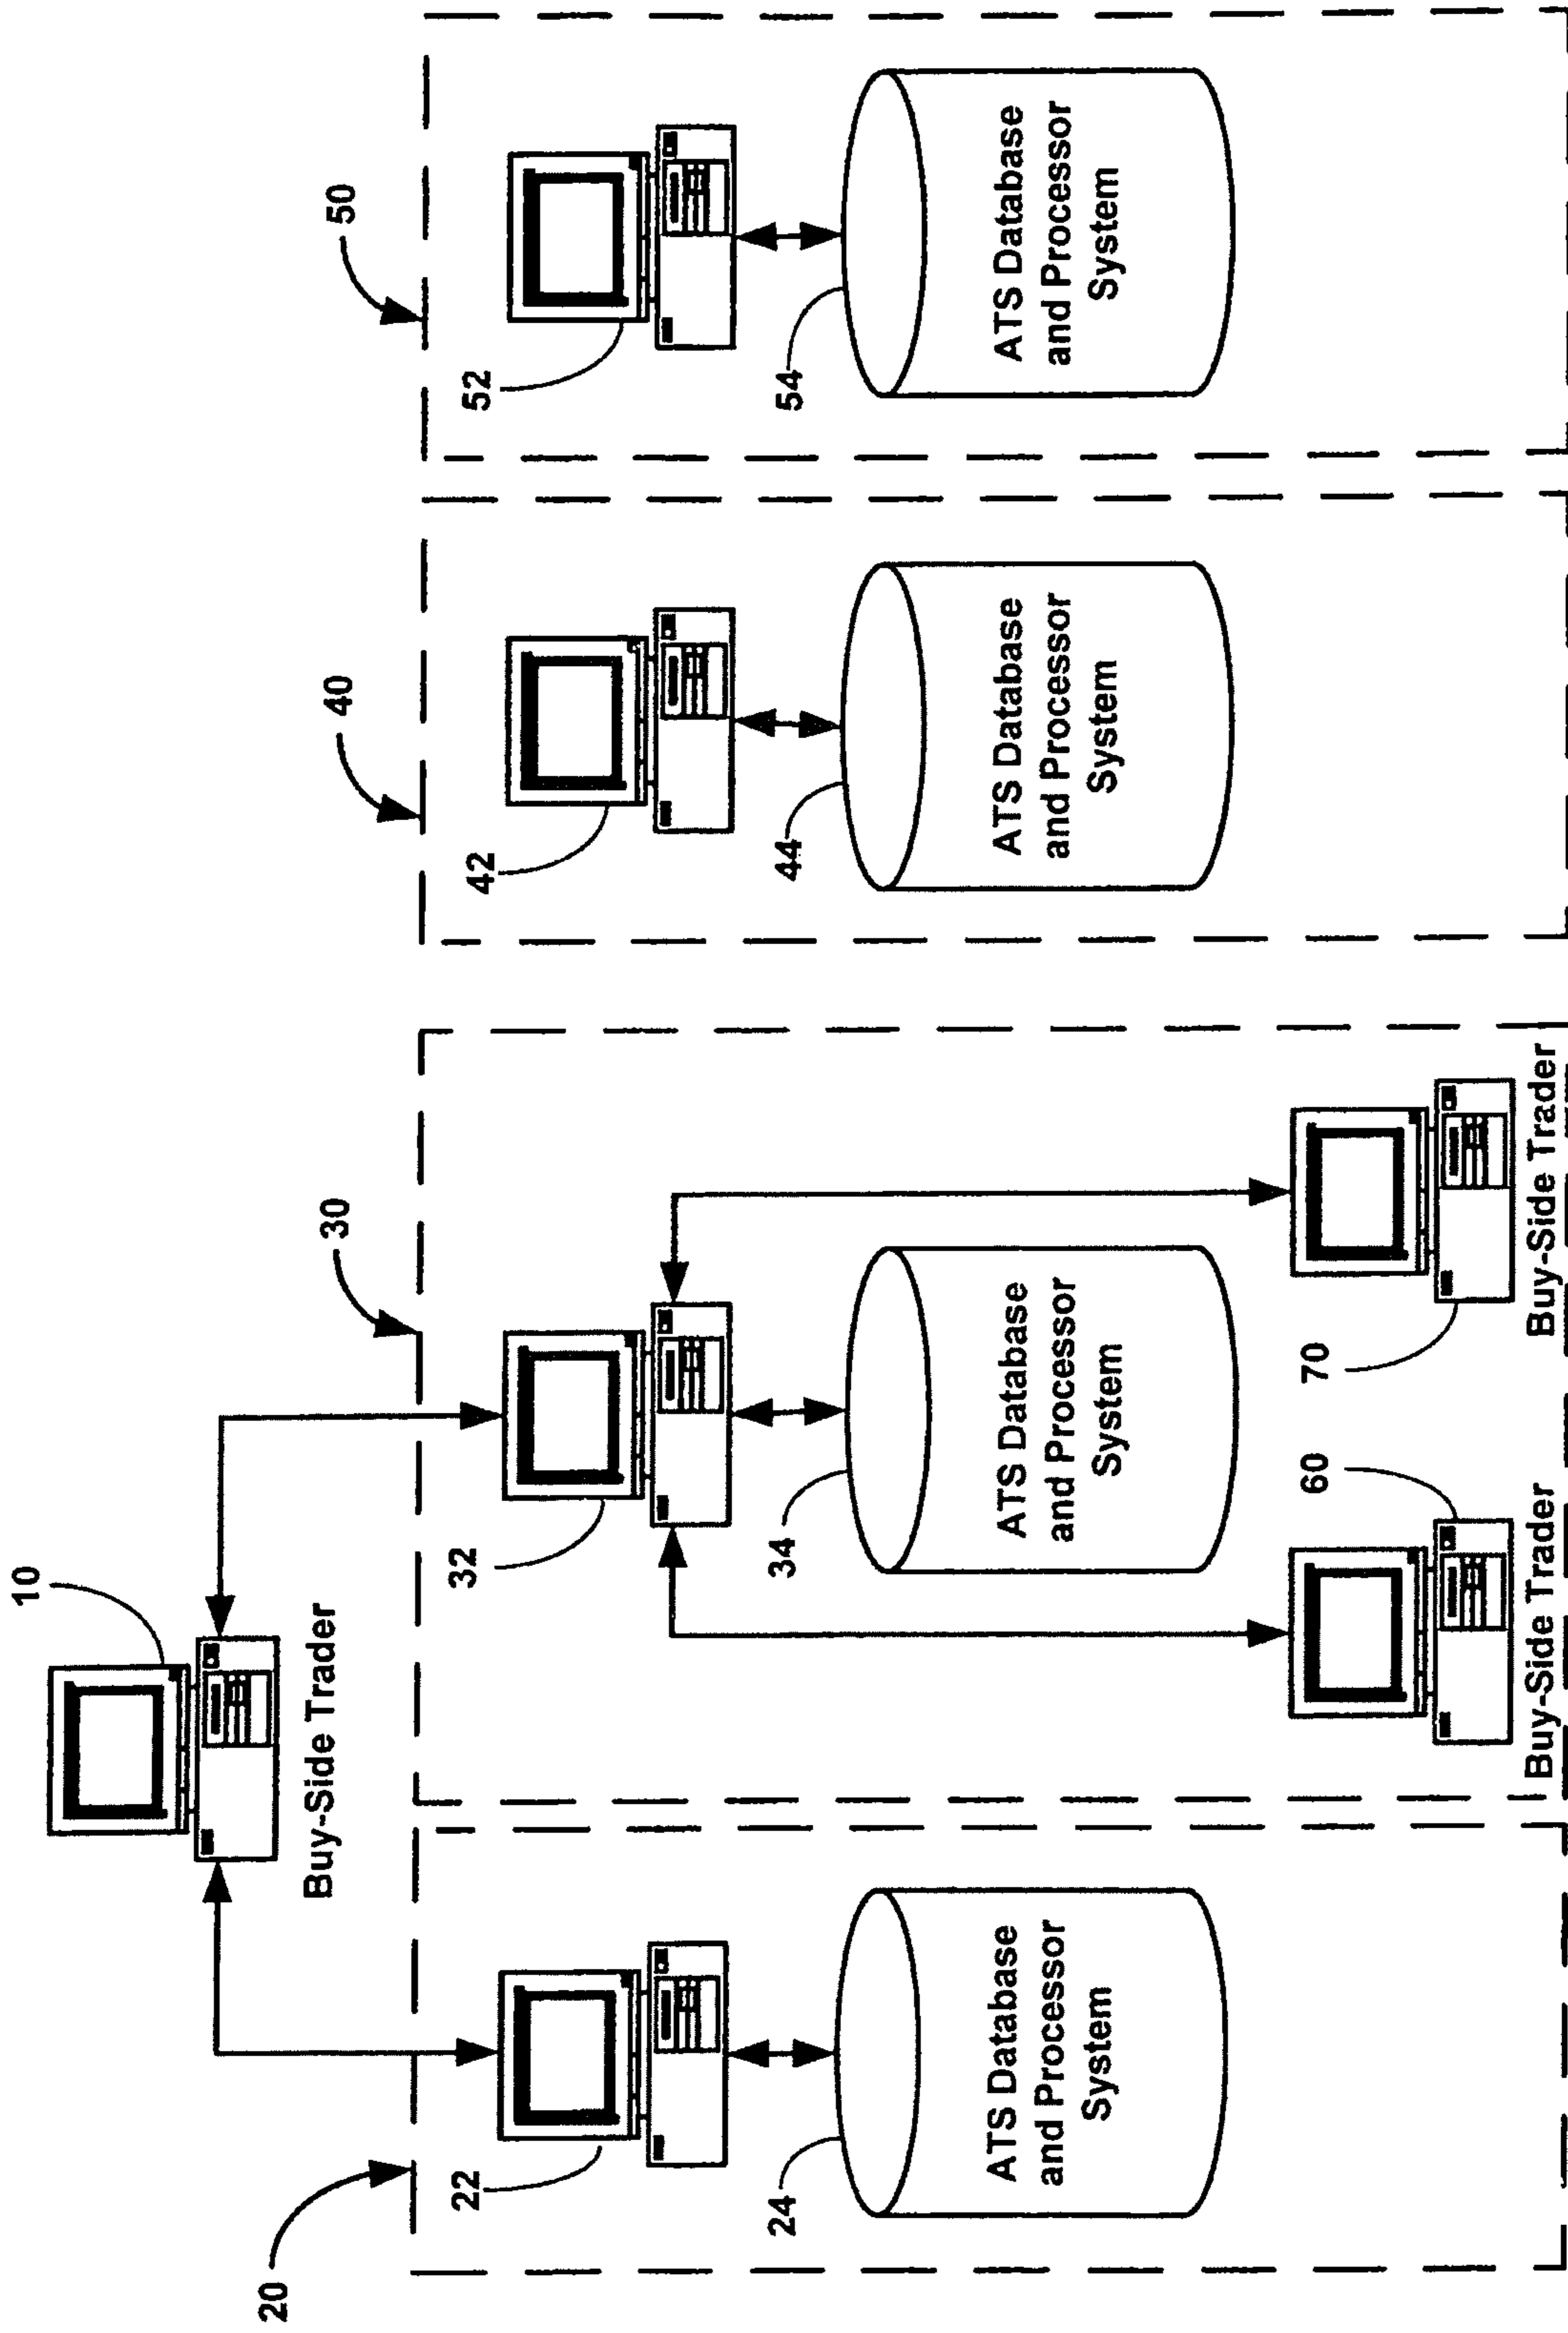 10
Buy-Side Trader
20
30
40
50
22
32
42
52
24
34
44
54
ATS Database
and Processor
System
ATS Database
and Processor
System
ATS Database
and Processor
System
ATS Database
and Processor
System
60
70
Buy-Side Trader
Buy-Side Trader